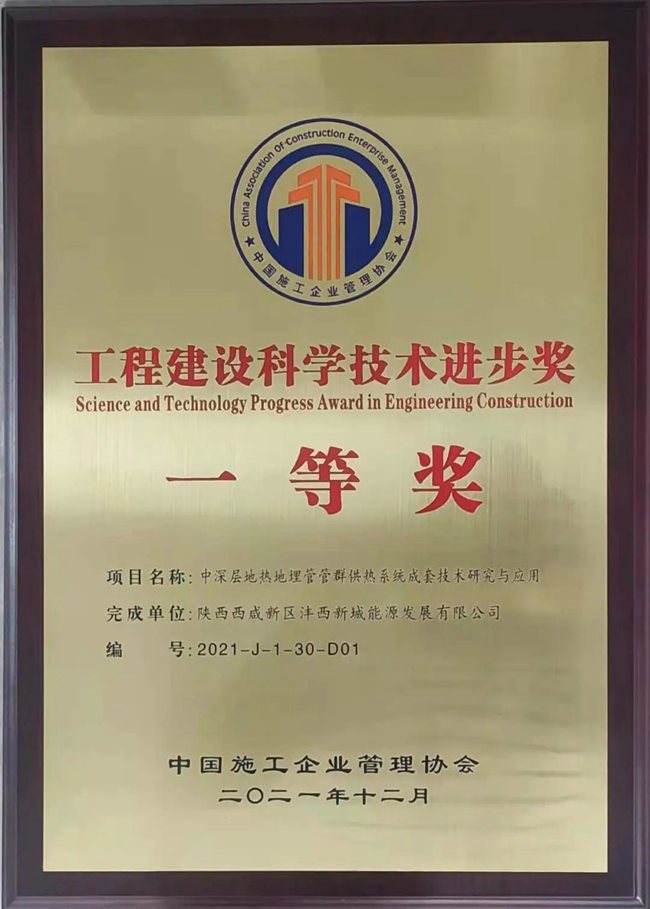 China Association Of Construction Enterprise Management
★中国施工企业管理协会★
工程建设科学技术进步奖
Science and Technology Progress Award in Engineering Construction
一等奖
项目名称:中深层地热地埋管管群供热系统成套技术研究与应用
完成单位:陕西西咸新区沣西新城能源发展有限公司
编 号:2021-J-1-30-D01
中国施工企业管理协会
二〇二一年十二月